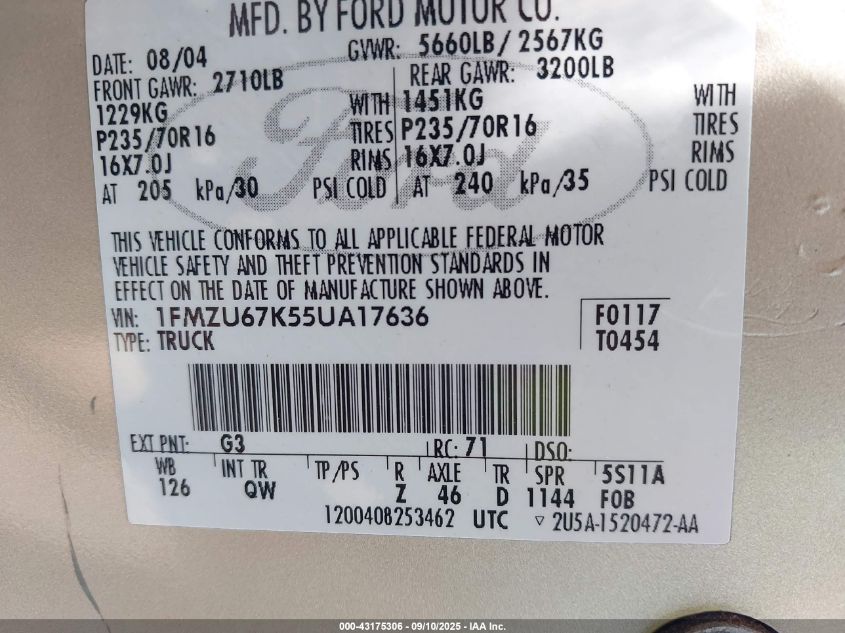 MFD. BY FORD MOTOR CO.
DATE: 08/04 GVWR: 5660LB/ 2567KG
FRONT GAWR: 2710LB REAR GAWR: 3200LB
1229KG WITH 1451KG WITH
P235/70R16 TIRES P235/70R16 TIRES
16X7.0J RIMS 16X7.0J RIMS
AT 205 kPa/30 PSI COLD AT 240 kPa/35 PSI COLD
Ford
THIS VEHICLE CONFORMS TO ALL APPLICABLE FEDERAL MOTOR
VEHICLE SAFETY AND THEFT PREVENTION STANDARDS IN
EFFECT ON THE DATE OF MANUFACTURE SHOWN ABOVE.
VIN: 1FMZU67K55UA17636 F0117
TYPE: TRUCK T0454
EXT PNT: G3 RC: 71 DSO:
WB INT TR TP/PS R AXLE TR SPR 5S11A
126 QW Z 46 D 1144 FOB
1200408253462 UTC ▽ 2U5A-1520472-AA
000-43175306 - 09/10/2025 - IAA Inc.